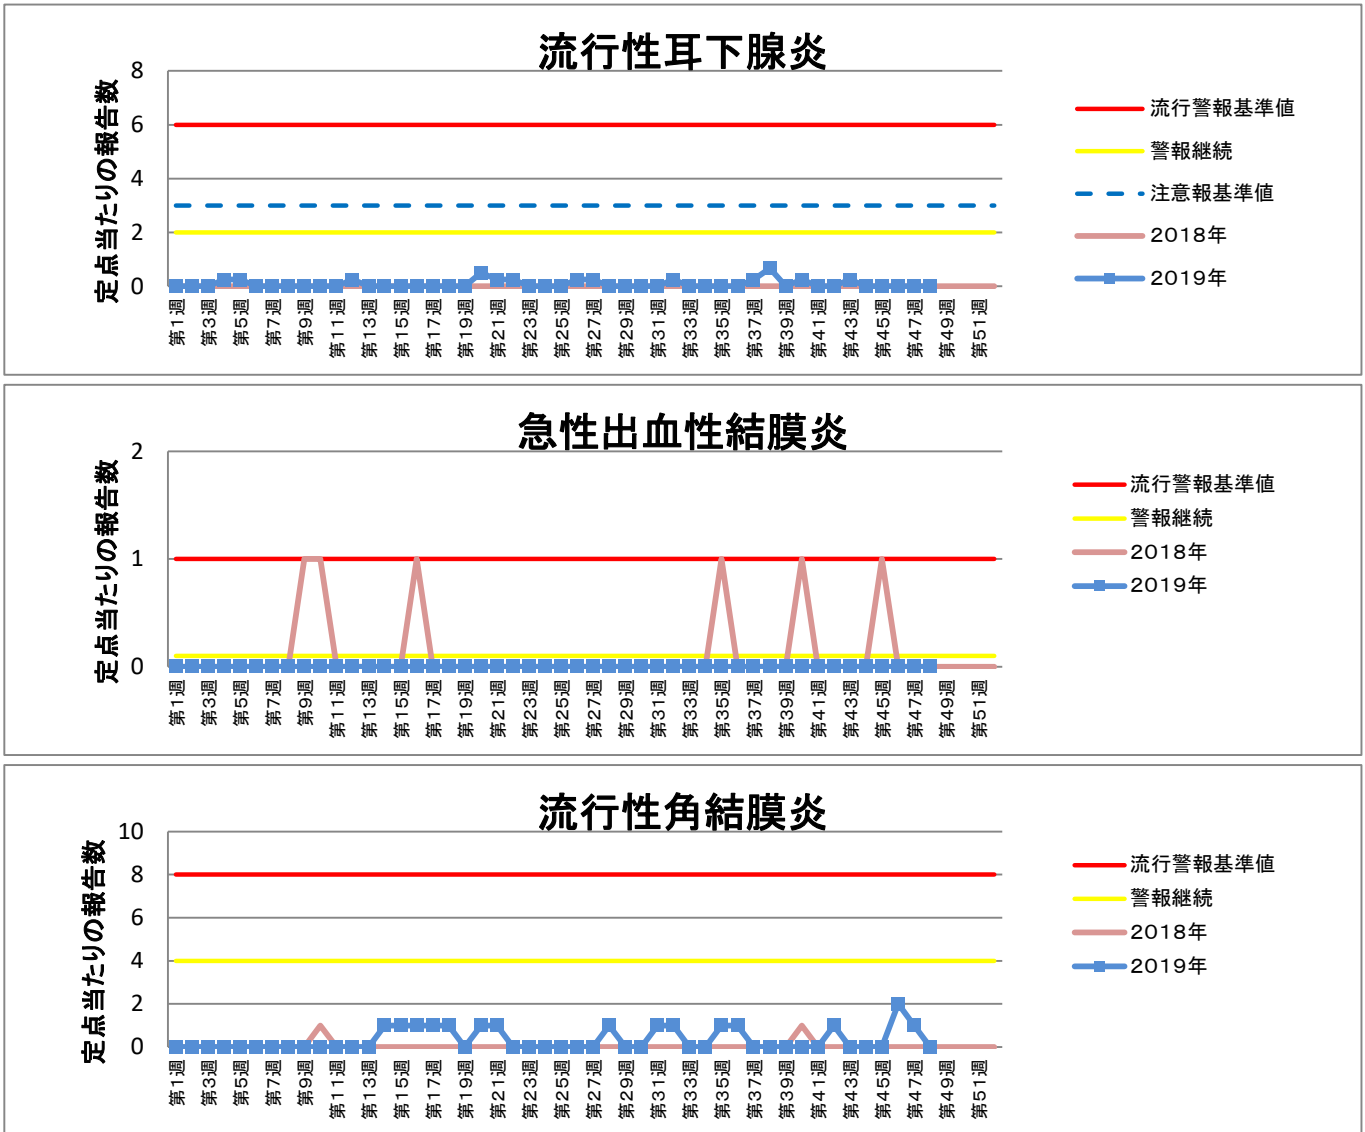 流行性耳下腺炎
定点当たりの報告数
8
6
4
2
0
第1週 第3週 第5週 第7週 第9週 第11週 第13週 第15週 第17週 第19週 第21週 第23週 第25週 第27週 第29週 第31週 第33週 第35週 第37週 第39週 第41週 第43週 第45週 第47週 第49週 第51週
流行警報基準値
警報継続
注意報基準値
2018年
2019年
急性出血性結膜炎
定点当たりの報告数
2
1
0
第1週 第3週 第5週 第7週 第9週 第11週 第13週 第15週 第17週 第19週 第21週 第23週 第25週 第27週 第29週 第31週 第33週 第35週 第37週 第39週 第41週 第43週 第45週 第47週 第49週 第51週
流行警報基準値
警報継続
2018年
2019年
流行性角結膜炎
定点当たりの報告数
10
8
6
4
2
0
第1週 第3週 第5週 第7週 第9週 第11週 第13週 第15週 第17週 第19週 第21週 第23週 第25週 第27週 第29週 第31週 第33週 第35週 第37週 第39週 第41週 第43週 第45週 第47週 第49週 第51週
流行警報基準値
警報継続
2018年
2019年